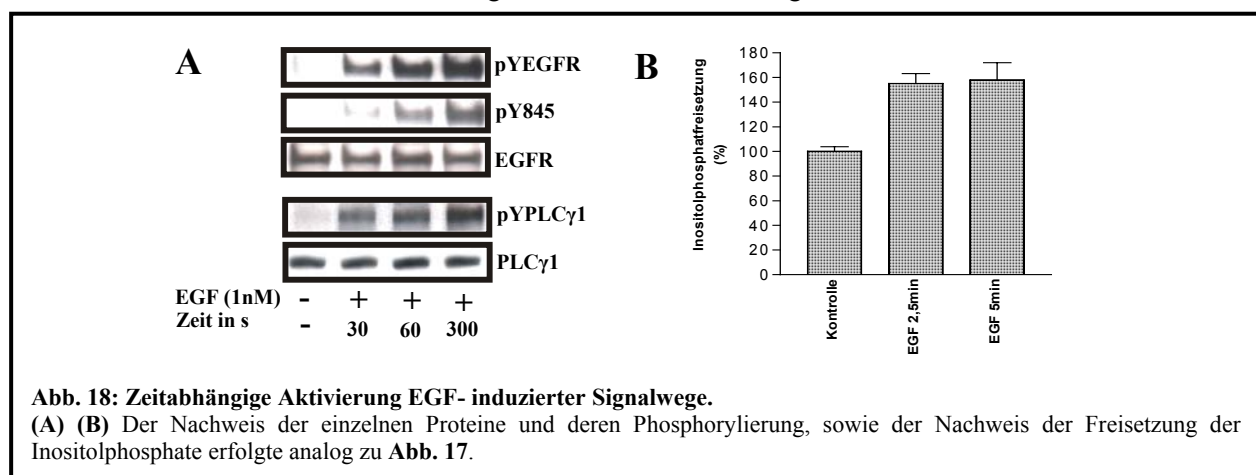 A
pYEGFR
pY845
EGFR
pYPLCγ1
PLCγ1
EGF (1nM) - + + +
Zeit in s - 30 60 300
B
Inositolphosphatfreisetzung
(%)
180
160
140
120
100
80
60
40
20
0
Kontrolle
EGF 2,5min
EGF 5min
Abb. 18: Zeitabhängige Aktivierung EGF- induzierter Signalwege.
(A) (B) Der Nachweis der einzelnen Proteine und deren Phosphorylierung, sowie der Nachweis der Freisetzung der
Inositolphosphate erfolgte analog zu Abb. 17.